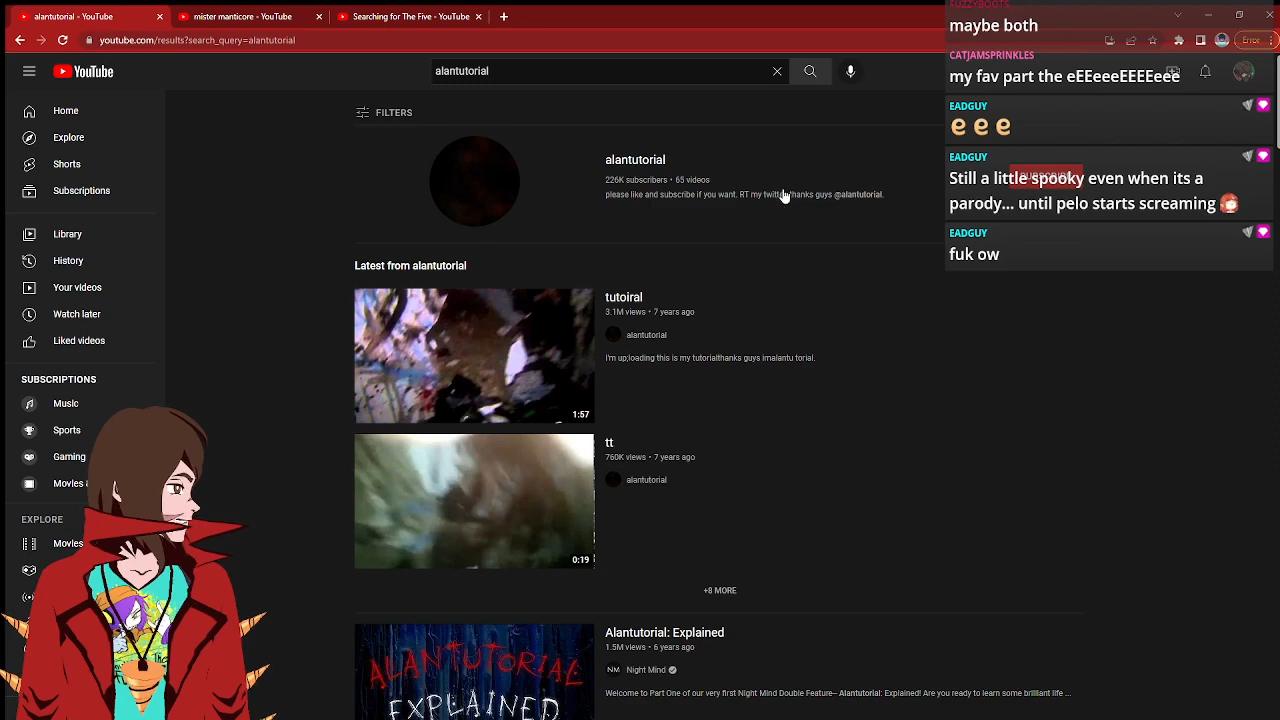 alantutorial - YouTube
mister manticore - YouTube
Searching for The Five - YouTube
youtube.com/results?search_query=alantutorial
Error
YouTube
alantutorial
Home
Explore
Shorts
Subscriptions
Library
History
Your videos
Watch later
Liked videos
SUBSCRIPTIONS
Music
Sports
Gaming
Movies
EXPLORE
Movies
FILTERS
alantutorial
226K subscribers • 65 videos
please like and subscribe if you want. RT my twitter thanks guys @alantutorial.
Latest from alantutorial
tutoiral
3.1M views • 7 years ago
alantutorial
I'm up;loading this is my tutorialthanks guys imalantu torial.
1:57
tt
760K views • 7 years ago
alantutorial
0:19
+8 MORE
ALANTUTORIAL
EXPLAINED
Alantutorial: Explained
1.5M views • 6 years ago
NM Night Mind
Welcome to Part One of our very first Night Mind Double Feature-- Alantutorial: Explained! Are you ready to learn some brilliant life ...
FUZZYBOOTS
maybe both
CATJAMSPRINKLES
my fav part the eEEeeeEEEEeee
EADGUY
e e e
EADGUY
Still a little spooky even when its a
parody... until pelo starts screaming
EADGUY
fuk ow